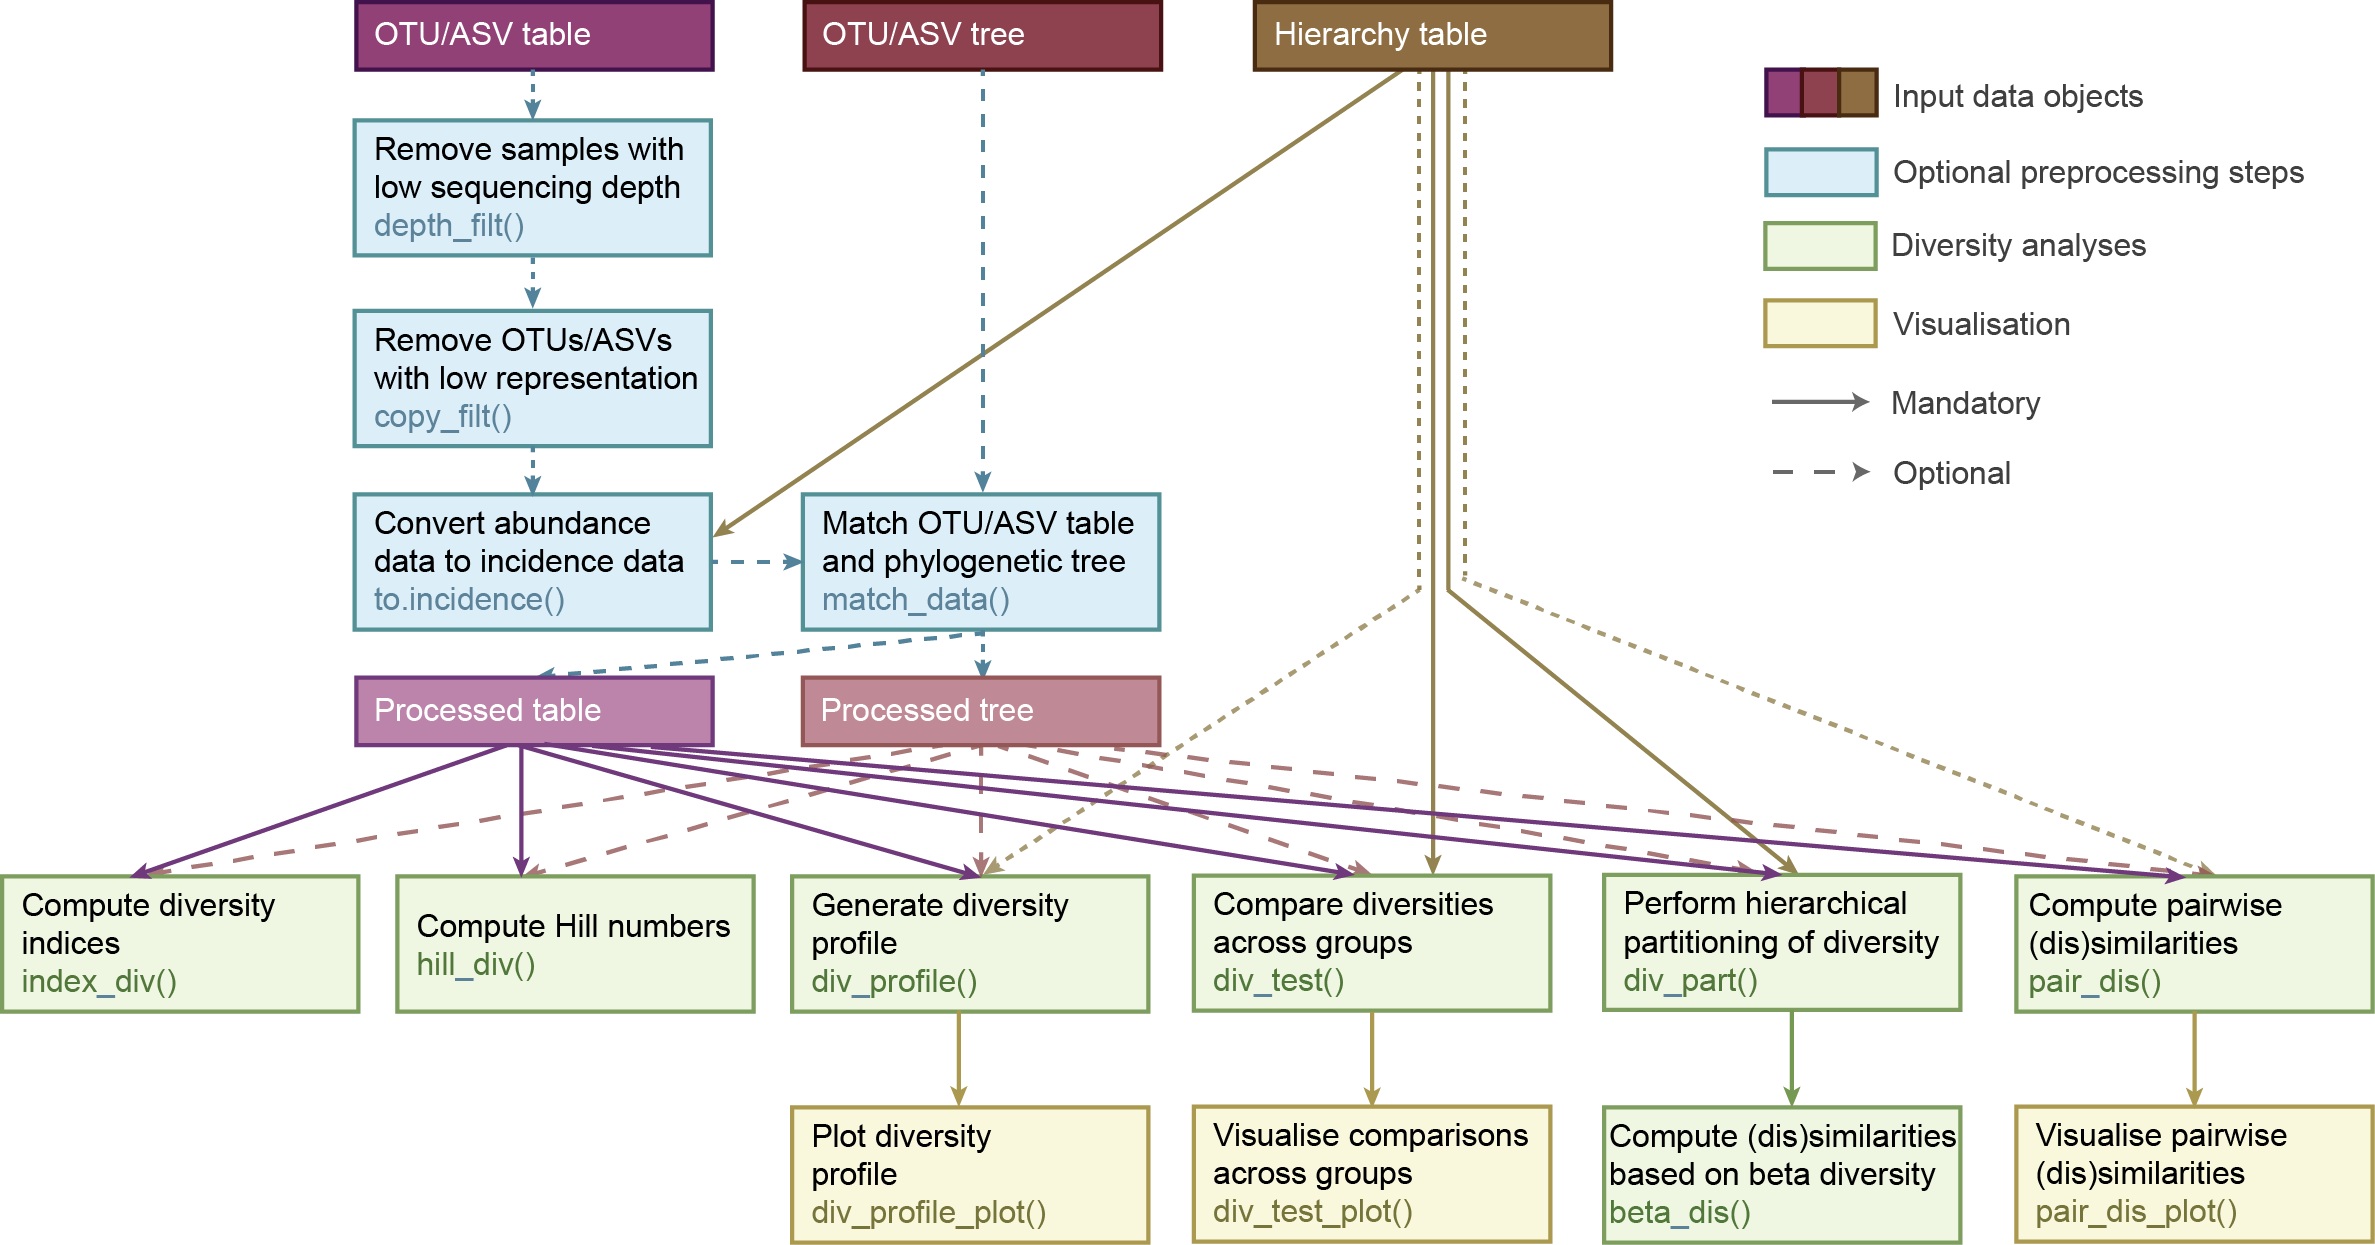 OTU/ASV table
OTU/ASV tree
Hierarchy table
Input data objects
Optional preprocessing steps
Diversity analyses
Visualisation
Mandatory
Optional
Remove samples with
low sequencing depth
depth_filt()
Remove OTUs/ASVs
with low representation
copy_filt()
Convert abundance
data to incidence data
to.incidence()
Match OTU/ASV table
and phylogenetic tree
match_data()
Processed table
Processed tree
Compute diversity
indices
index_div()
Compute Hill numbers
hill_div()
Generate diversity
profile
div_profile()
Compare diversities
across groups
div_test()
Perform hierarchical
partitioning of diversity
div_part()
Compute pairwise
(dis)similarities
pair_dis()
Plot diversity
profile
div_profile_plot()
Visualise comparisons
across groups
div_test_plot()
Compute (dis)similarities
based on beta diversity
beta_dis()
Visualise pairwise
(dis)similarities
pair_dis_plot()